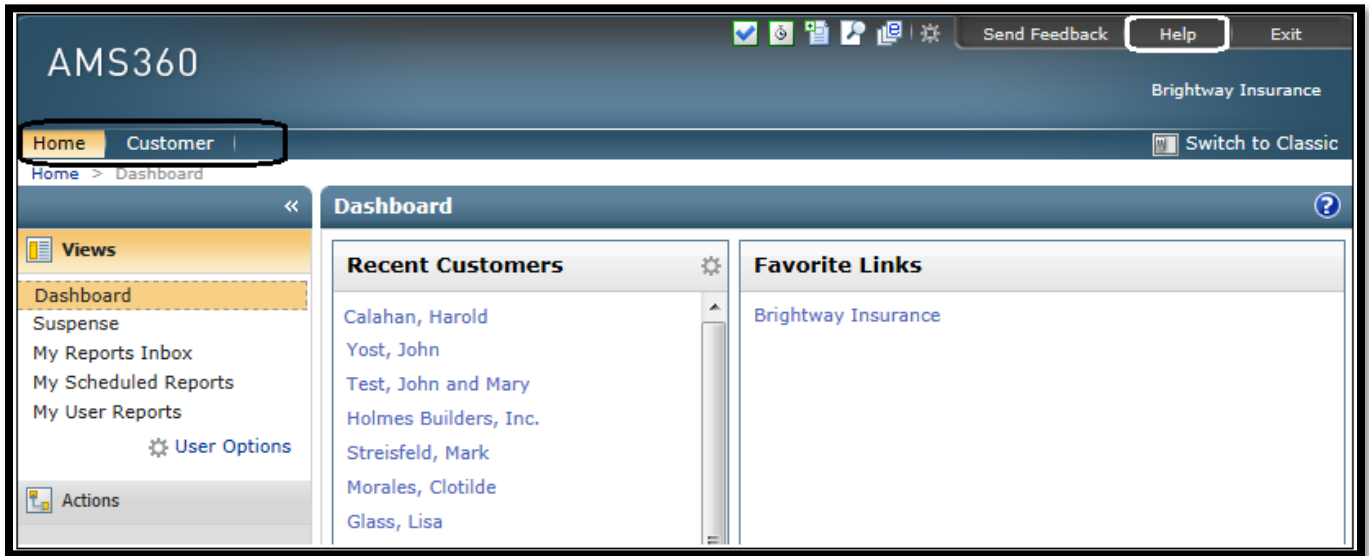 Send Feedback Help Exit
AMS360
Brightway Insurance
Home Customer Switch to Classic
Home > Dashboard
« Dashboard ?
Views
Dashboard
Suspense
My Reports Inbox
My Scheduled Reports
My User Reports
User Options
Actions
Recent Customers
Calahan, Harold
Yost, John
Test, John and Mary
Holmes Builders, Inc.
Streisfeld, Mark
Morales, Clotilde
Glass, Lisa
Favorite Links
Brightway Insurance